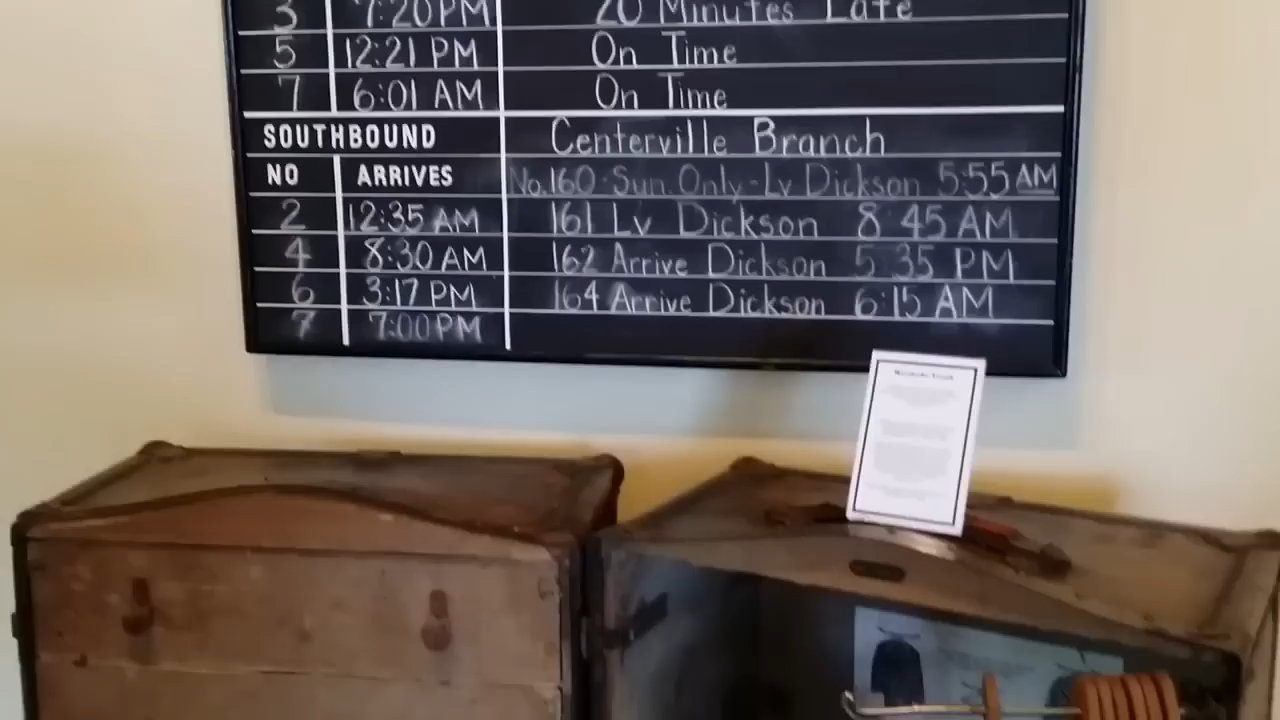 3 7:20 PM 20 Minutes Late
5 12:21 PM On Time
7 6:01 AM On Time
SOUTHBOUND Centerville Branch
NO ARRIVES No.160-Sun. Only-Lv Dickson 5:55 AM
2 12:35 AM 161 Lv Dickson 8 45 AM
4 8:30 AM 162 Arrive Dickson 5 35 PM
6 3:17 PM 164 Arrive Dickson 6:15 AM
7 7:00 PM